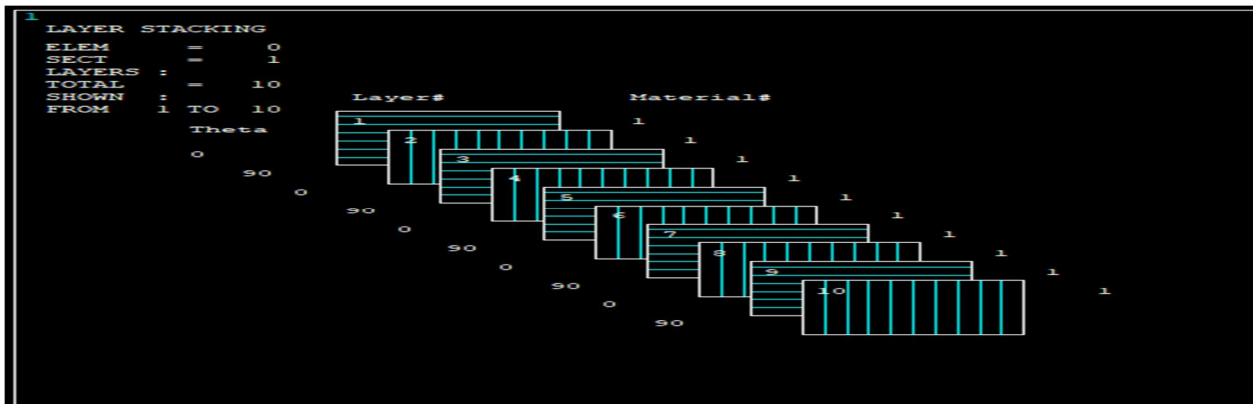 1
LAYER STACKING
ELEM = 0
SECT = 1
LAYERS :
TOTAL = 10
SHOWN :
FROM 1 TO 10
Theta Layer# Material#
0 1 1
90 2 1
0 3 1
90 4 1
0 5 1
90 6 1
0 7 1
90 8 1
0 9 1
90 10 1